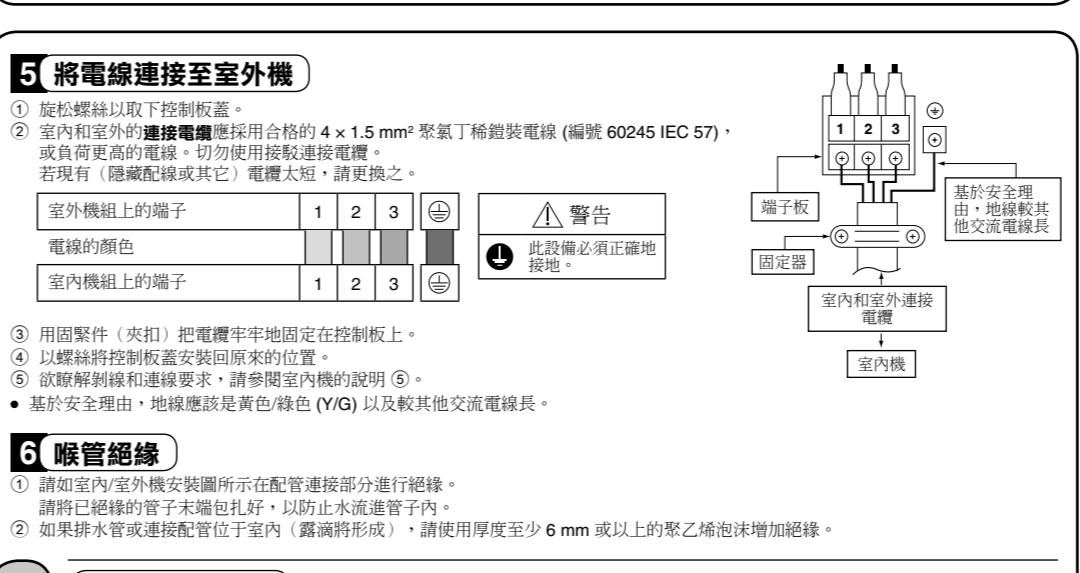 5 將電線連接至室外機
① 旋松螺絲以取下控制板蓋。
② 室內和室外的連接電纜應採用合格的 4 × 1.5 mm² 聚氯丁稀鎧裝電線 (編號 60245 IEC 57),
或負荷更高的電線。切勿使用接駁連接電纜。
若現有（隱藏配線或其它）電纜太短，請更換之。
室外機組上的端子 1 2 3
電線的顏色
室內機組上的端子 1 2 3
警告
此設備必須正確地
接地。
③ 用固緊件（夾扣）把電纜牢牢地固定在控制板上。
④ 以螺絲將控制板蓋安裝回原來的位置。
⑤ 欲瞭解剝線和連線要求，請參閱室內機的說明 ⑤。
● 基於安全理由，地線應該是黃色/綠色 (Y/G) 以及較其他交流電線長。
1 2 3
端子板
固定器
基於安全理
由，地線較其
他交流電線長
室內和室外連接
電纜
室內機
6 喉管絕緣
① 請如室內/室外機安裝圖所示在配管連接部分進行絕緣。
請將已絕緣的管子末端包扎好，以防止水流進管子內。
② 如果排水管或連接配管位于室內（露滴將形成），請使用厚度至少 6 mm 或以上的聚乙烯泡沫增加絕緣。